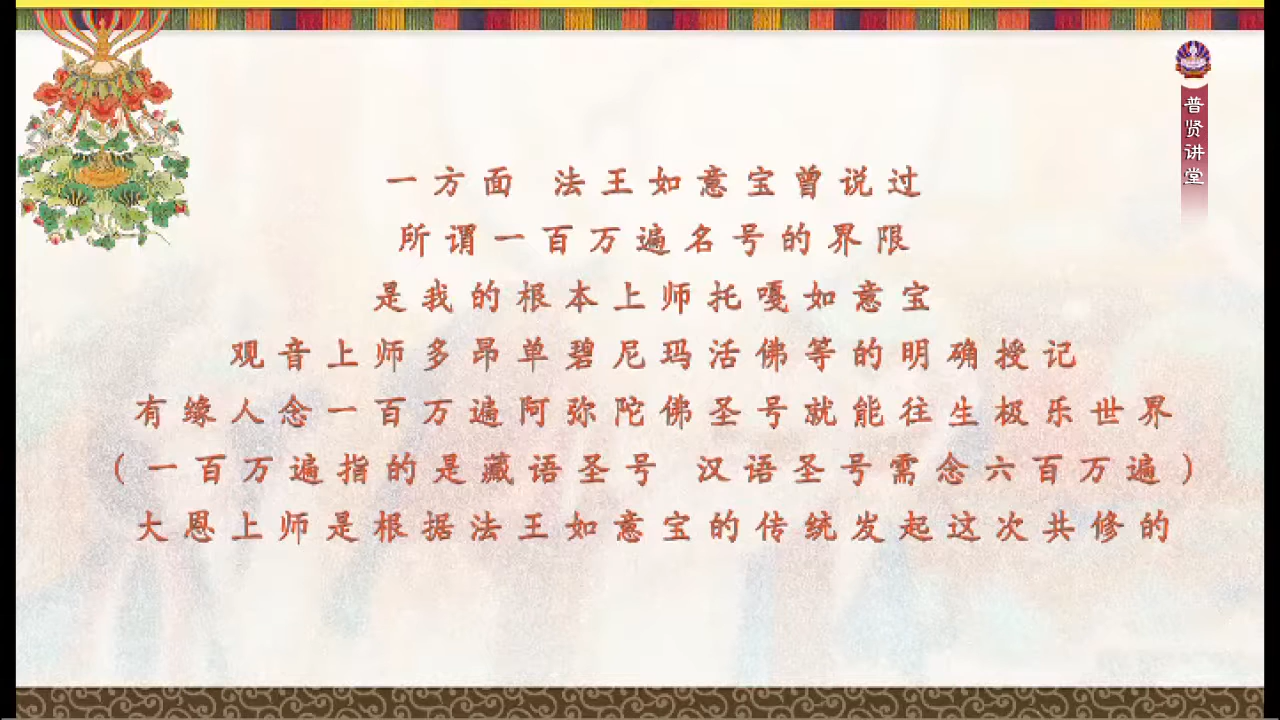 普贤讲堂
一方面 法王如意宝曾说过
所谓一百万遍名号的界限
是我的根本上师托嘎如意宝
观音上师多昂单碧尼玛活佛等的明确授记
有缘人念一百万遍阿弥陀佛圣号就能往生极乐世界
（一百万遍指的是藏语圣号 汉语圣号需念六百万遍）
大恩上师是根据法王如意宝的传统发起这次共修的